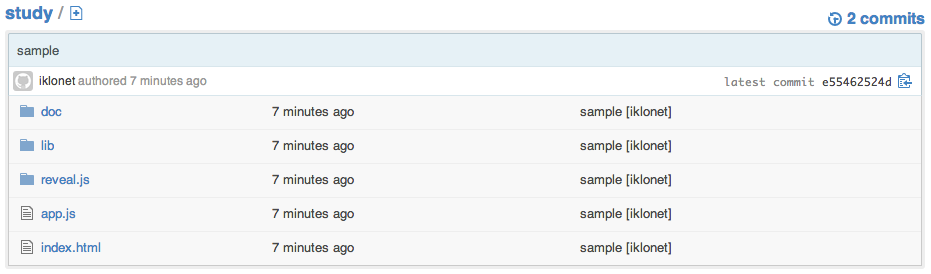 study /
2 commits
sample
iklonet authored 7 minutes ago
latest commit e55462524d
doc 7 minutes ago sample [iklonet]
lib 7 minutes ago sample [iklonet]
reveal.js 7 minutes ago sample [iklonet]
app.js 7 minutes ago sample [iklonet]
index.html 7 minutes ago sample [iklonet]